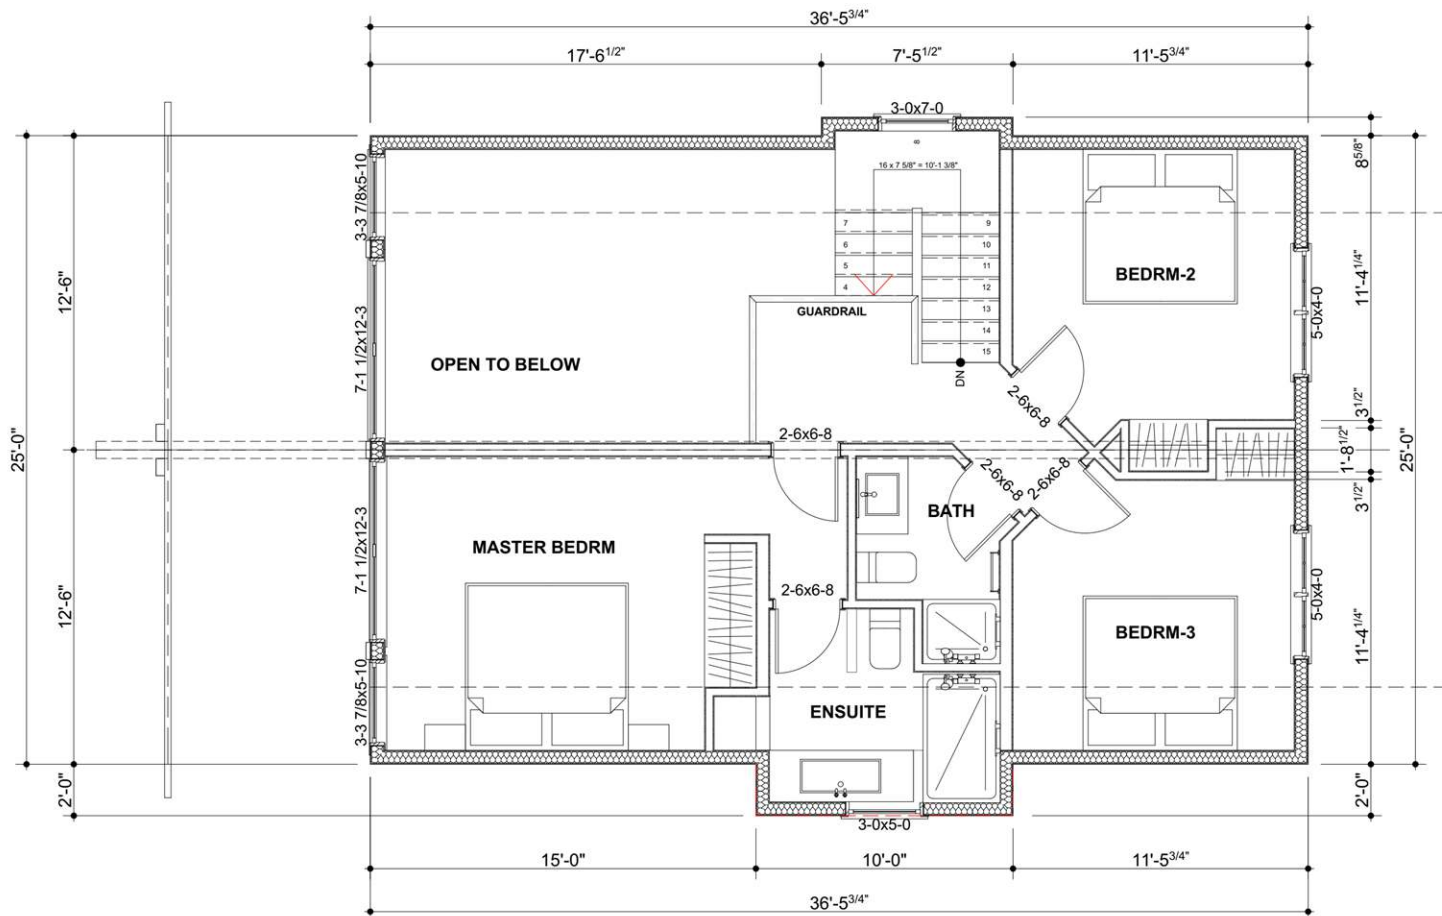 36'-5 3/4"
17'-6 1/2"
7'-5 1/2"
11'-5 3/4"
3-0x7-0
8 5/8"
16 x 7 5/8" = 10'-1 3/8"
3-3 7/8x5-10
7
9
6
10
5
11
4
12
13
14
15
GUARDRAIL
BEDRM-2
11'-4 1/4"
5-0x4-0
12'-6"
7-1 1/2x12-3
OPEN TO BELOW
DN
2-6x6-8
3 1/2"
2-6x6-8
25'-0"
1'-8 1/2"
25'-0"
2-6x6-8
2-6x6-8
3 1/2"
BATH
7-1 1/2x12-3
MASTER BEDRM
2-6x6-8
5-0x4-0
12'-6"
BEDRM-3
11'-4 1/4"
3-3 7/8x5-10
ENSUITE
2'-0"
2'-0"
3-0x5-0
15'-0"
10'-0"
11'-5 3/4"
36'-5 3/4"